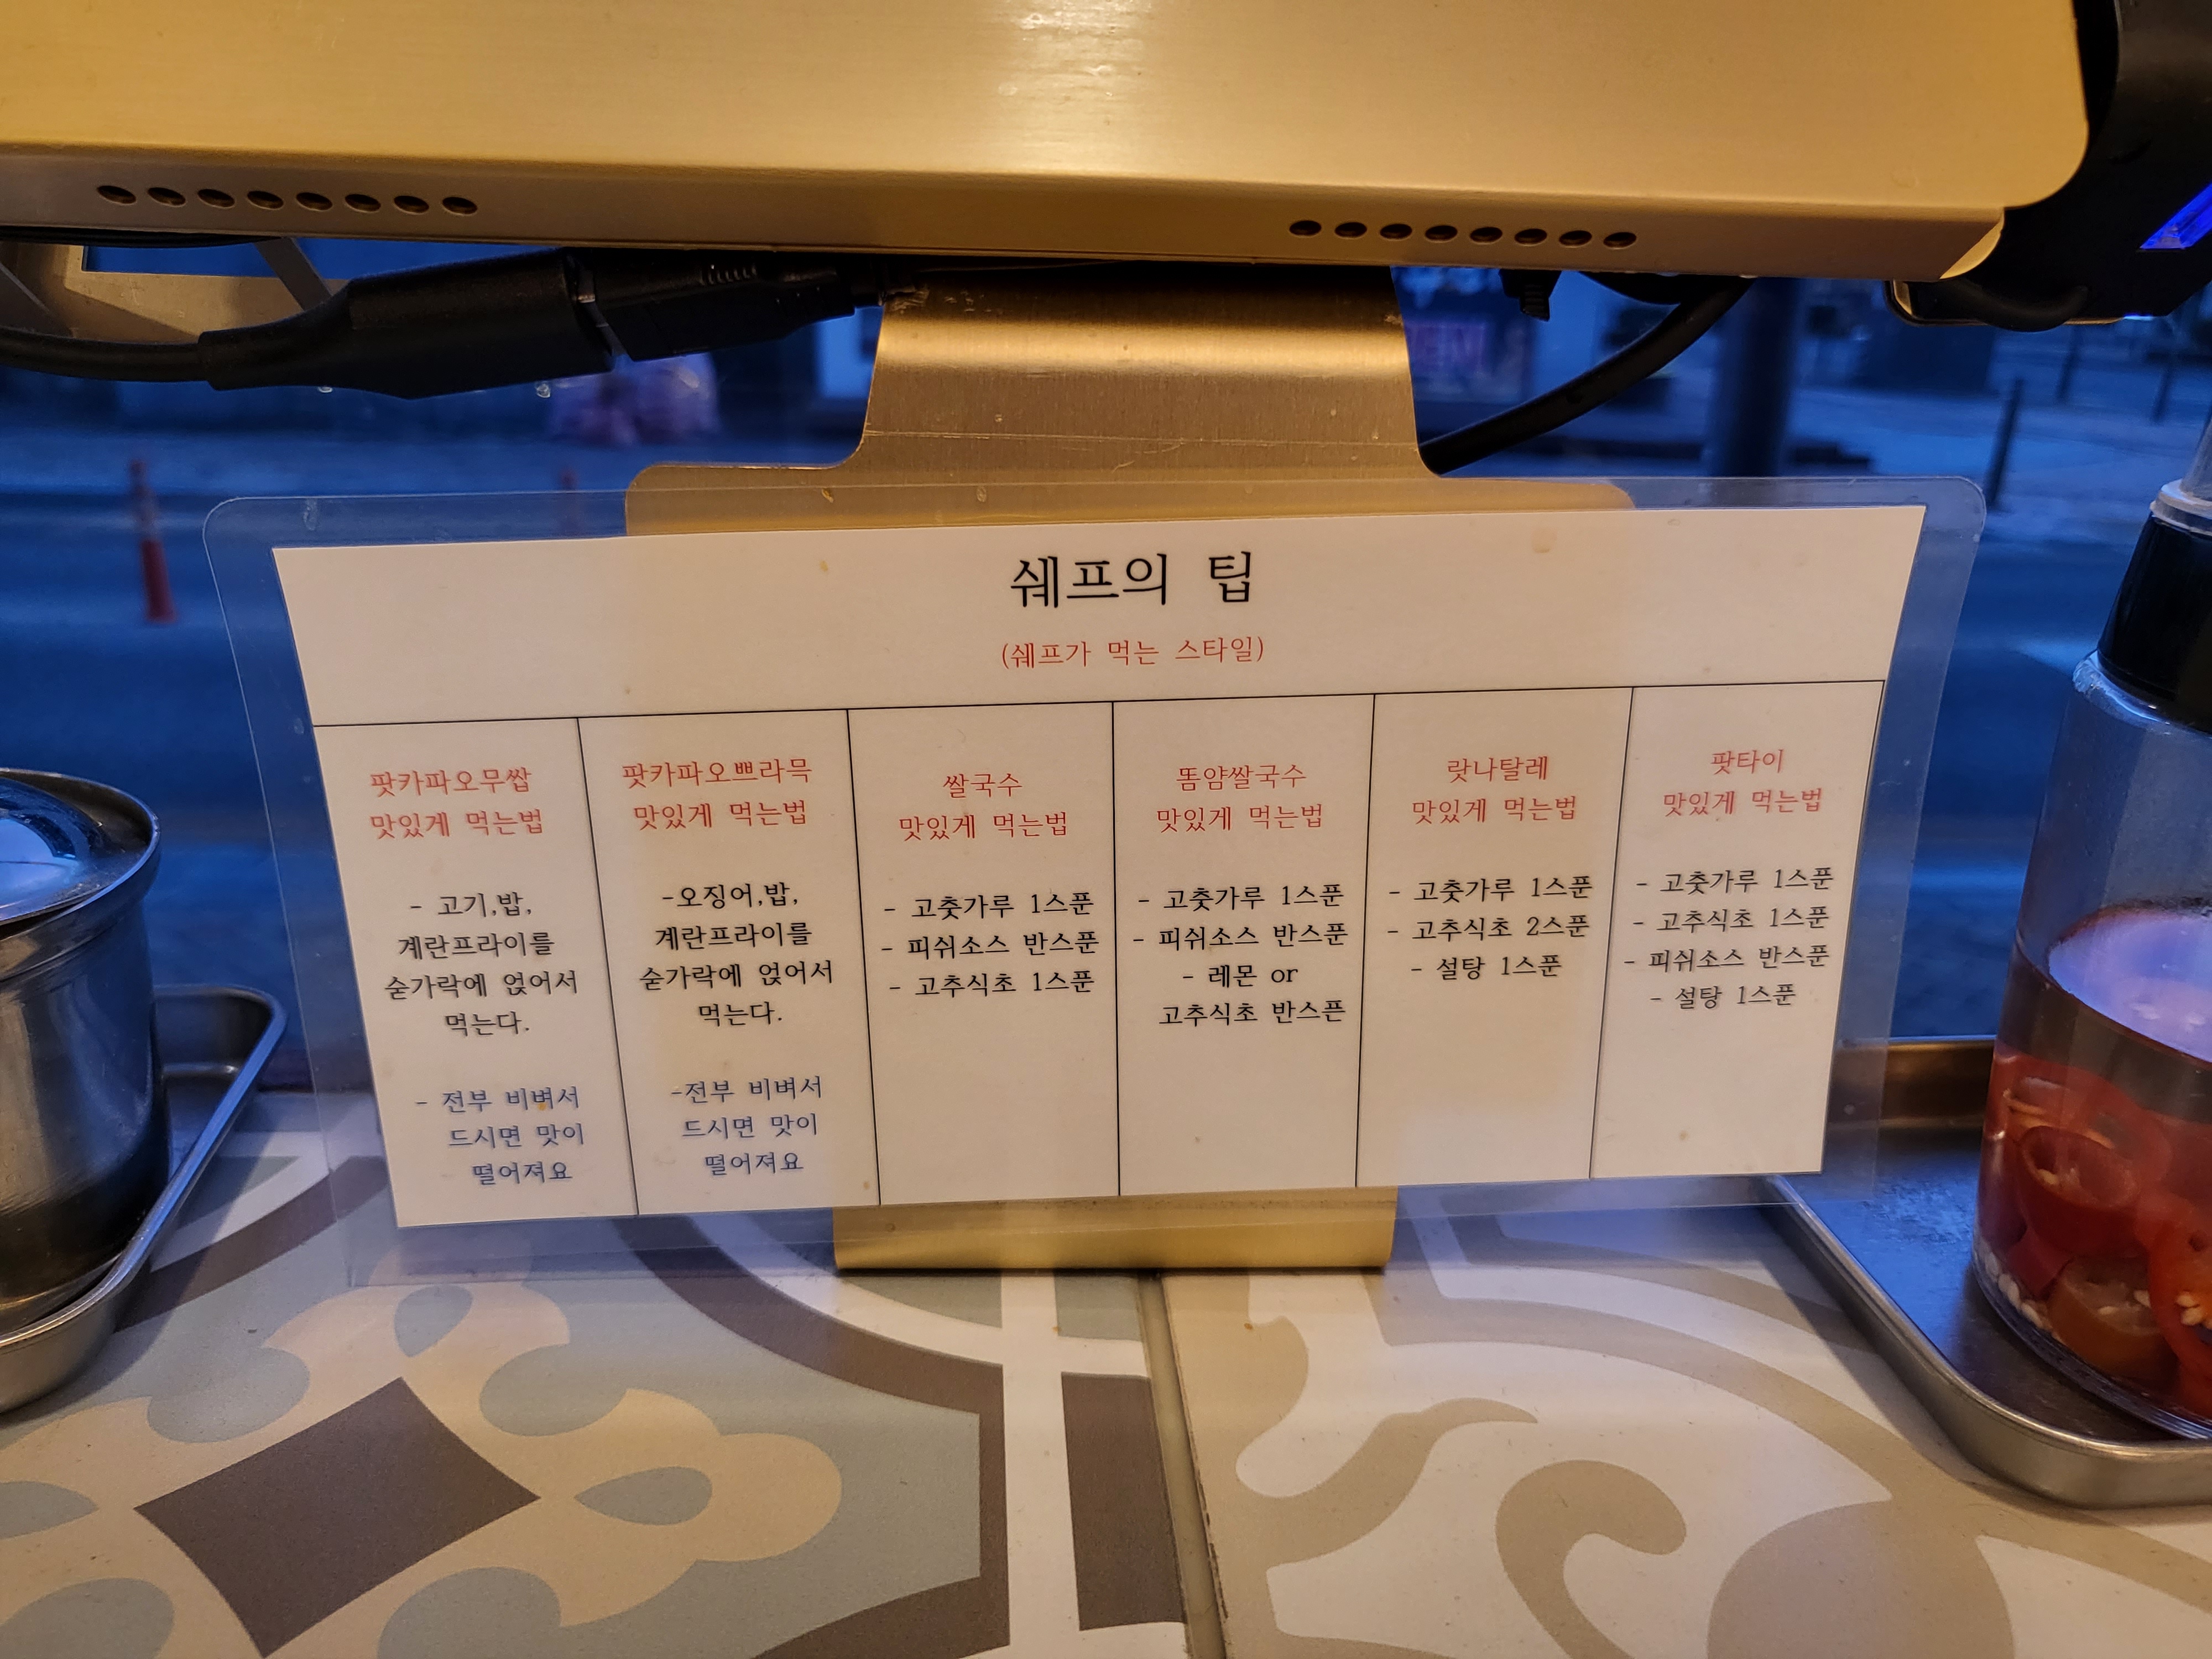 쉐프의 팁
(쉐프가 먹는 스타일)
팟카파오무쌉
맛있게 먹는법
- 고기,밥,
계란프라이를
숟가락에 얹어서
먹는다.
- 전부 비벼서
드시면 맛이
떨어져요
팟카파오쁘라믁
맛있게 먹는법
-오징어,밥,
계란프라이를
숟가락에 얹어서
먹는다.
-전부 비벼서
드시면 맛이
떨어져요
쌀국수
맛있게 먹는법
- 고춧가루 1스푼
- 피쉬소스 반스푼
- 고추식초 1스푼
똠얌쌀국수
맛있게 먹는법
- 고춧가루 1스푼
- 피쉬소스 반스푼
- 레몬 or
고추식초 반스픈
랏나탈레
맛있게 먹는법
- 고춧가루 1스푼
- 고추식초 2스푼
- 설탕 1스푼
팟타이
맛있게 먹는법
- 고춧가루 1스푼
- 고추식초 1스푼
- 피쉬소스 반스푼
- 설탕 1스푼